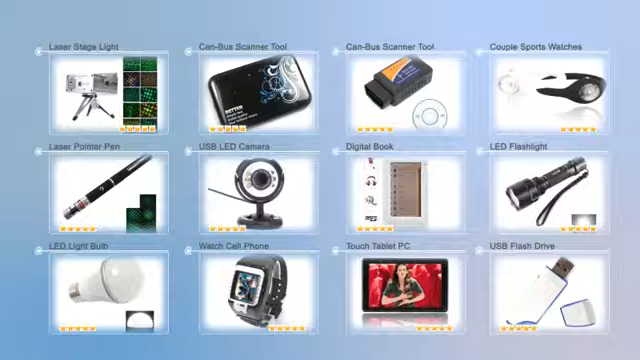 Laser Stage Light
Can-Bus Scanner Tool
Can-Bus Scanner Tool
Couple Sports Watches
Laser Pointer Pen
USB LED Camera
Digital Book
LED Flashlight
LED Light Bulb
Watch Call Phone
Touch Tablet PC
USB Flash Drive